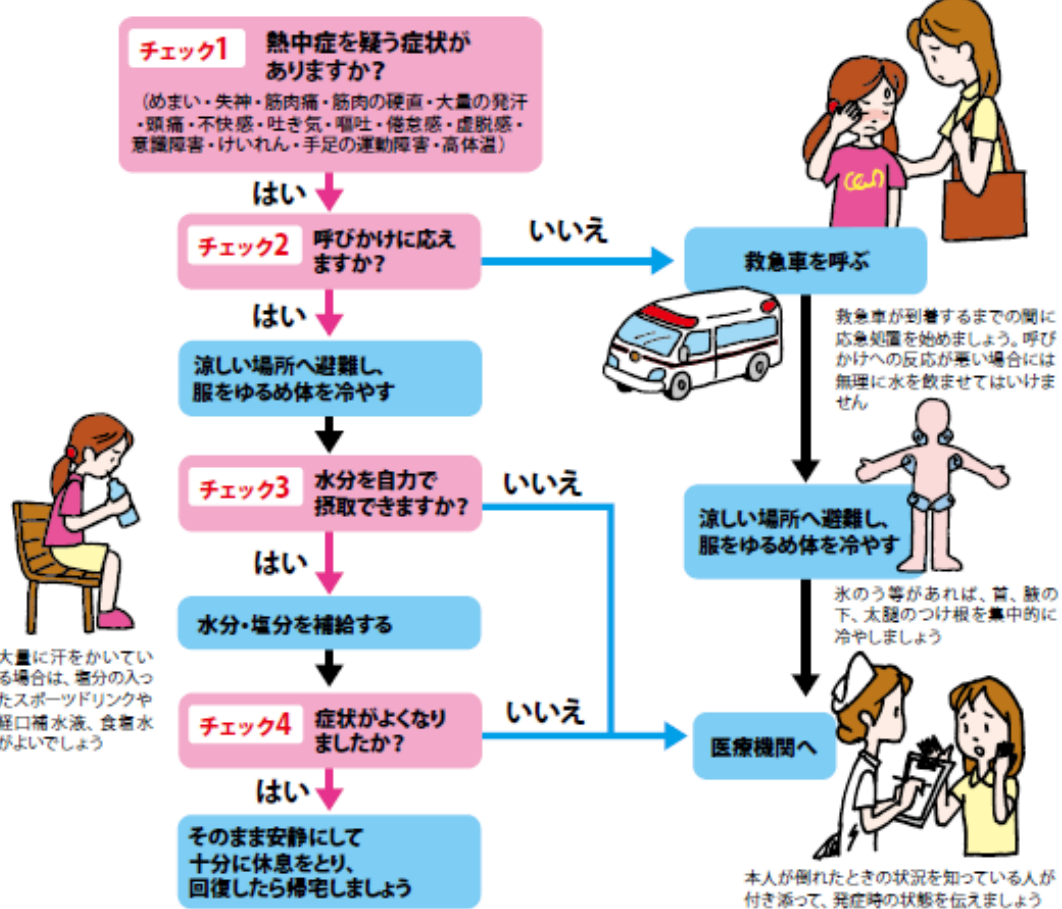 チェック1 熱中症を疑う症状が
ありますか?
(めまい・失神・筋肉痛・筋肉の硬直・大量の発汗
・頭痛・不快感・吐き気・嘔吐・倦怠感・虚脱感・
意識障害・けいれん・手足の運動障害・高体温)
はい
チェック2 呼びかけに応え
ますか?
いいえ
救急車を呼ぶ
救急車が到着するまでの間に
応急処置を始めましょう。呼び
かけへの反応が悪い場合には
無理に水を飲ませてはいけま
せん
はい
涼しい場所へ避難し、
服をゆるめ体を冷やす
チェック3 水分を自力で
摂取できますか?
いいえ
涼しい場所へ避難し、
服をゆるめ体を冷やす
氷のう等があれば、首、腋の
下、太腿のつけ根を集中的に
冷やしましょう
はい
水分・塩分を補給する
大量に汗をかいてい
る場合は、塩分の入っ
たスポーツドリンクや
経口補水液、食塩水
がよいでしょう
チェック4 症状がよくなり
ましたか?
いいえ
医療機関へ
はい
そのまま安静にして
十分に休息をとり、
回復したら帰宅しましょう
本人が倒れたときの状況を知っている人が
付き添って、発症時の状態を伝えましょう